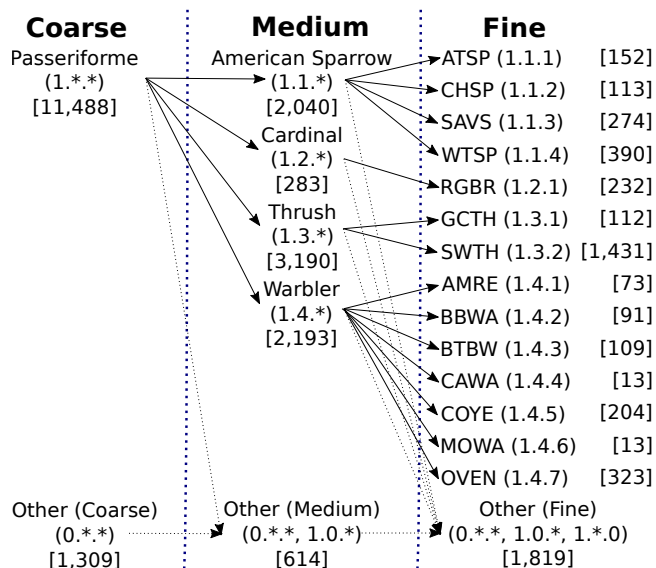 Coarse
Passeriforme
(1.*.*)
[11,488]
Other (Coarse)
(0.*.*)
[1,309]
Medium
American Sparrow
(1.1.*)
[2,040]
Cardinal
(1.2.*)
[283]
Thrush
(1.3.*)
[3,190]
Warbler
(1.4.*)
[2,193]
Other (Medium)
(0.*.*, 1.0.*)
[614]
Fine
ATSP (1.1.1) [152]
CHSP (1.1.2) [113]
SAVS (1.1.3) [274]
WTSP (1.1.4) [390]
RGBR (1.2.1) [232]
GCTH (1.3.1) [112]
SWTH (1.3.2) [1,431]
AMRE (1.4.1) [73]
BBWA (1.4.2) [91]
BTBW (1.4.3) [109]
CAWA (1.4.4) [13]
COYE (1.4.5) [204]
MOWA (1.4.6) [13]
OVEN (1.4.7) [323]
Other (Fine)
(0.*.*, 1.0.*, 1.*.0)
[1,819]